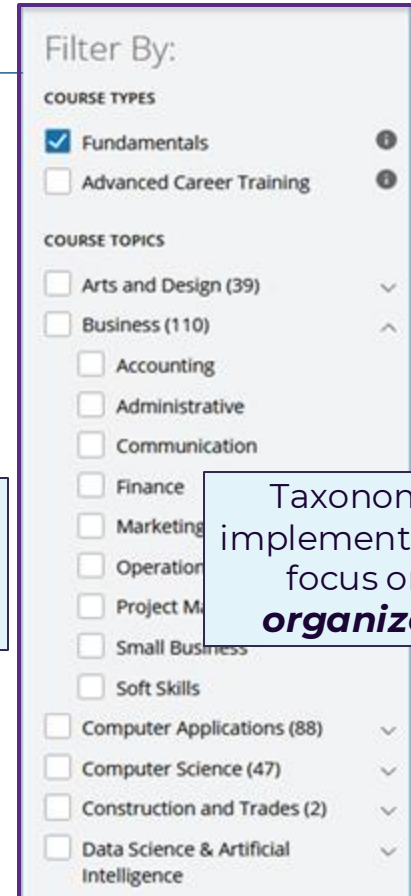 Filter By:
COURSE TYPES
Fundamentals
Advanced Career Training
COURSE TOPICS
Arts and Design (39)
Business (110)
Accounting
Administrative
Communication
Finance
Marketing
Project
Small Business
Soft Skills
Computer Applications (88)
Computer Science (47)
Construction and Trades (2)
Data Science & Artificial
Intelligence
focus